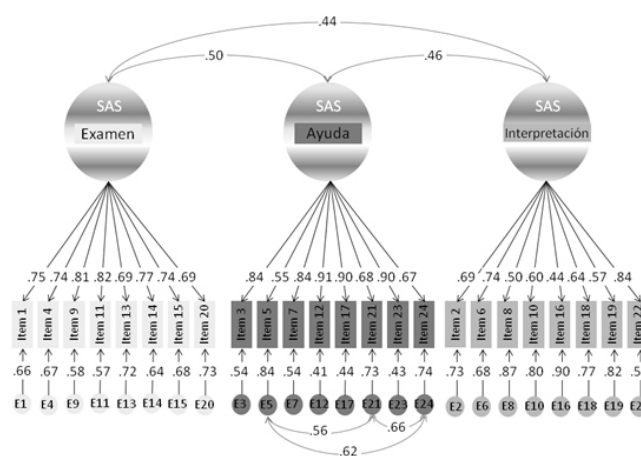 .44
.50 .46
SAS SAS SAS
Examen Ayuda Interpretación
.75 .74 .81 .82 .69 .77 .74 .69 .84 .55 .84 .91 .90 .68 .90 .67 .69 .74 .50 .60 .44 .64 .57 .84
Item 1 Item 4 Item 9 Item 11 Item 13 Item 14 Item 15 Item 20 Item 3 Item 5 Item 7 Item 12 Item 17 Item 21 Item 23 Item 24 Item 2 Item 6 Item 8 Item 10 Item 16 Item 18 Item 19 Item 22
.66 .67 .58 .57 .72 .64 .68 .73 .54 .84 .54 .41 .44 .73 .43 .74 .73 .68 .87 .80 .90 .77 .82
E1 E4 E9 E11 E13 E14 E15 E20 E3 E5 E7 E12 E17 E21 E23 E24 E2 E6 E8 E10 E16 E18 E19
.56 .66
.62